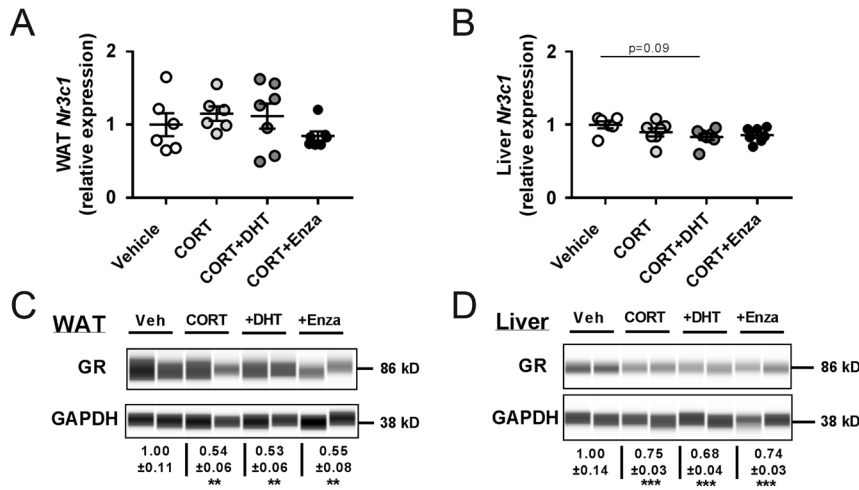 A
WAT Nr3c1
(relative expression)
2
1
0
Vehicle
CORT
CORT+DHT
CORT+Enza
B
Liver Nr3c1
(relative expression)
2
1
0
p=0.09
Vehicle
CORT
CORT+DHT
CORT+Enza
C
WAT
Veh CORT +DHT +Enza
GR
86 kD
GAPDH
38 kD
1.00 0.54 0.53 0.55
±0.11 ±0.06 ±0.06 ±0.08
** ** **
D
Liver
Veh CORT +DHT +Enza
GR
86 kD
GAPDH
38 kD
1.00 0.75 0.68 0.74
±0.14 ±0.03 ±0.04 ±0.03
*** *** ***